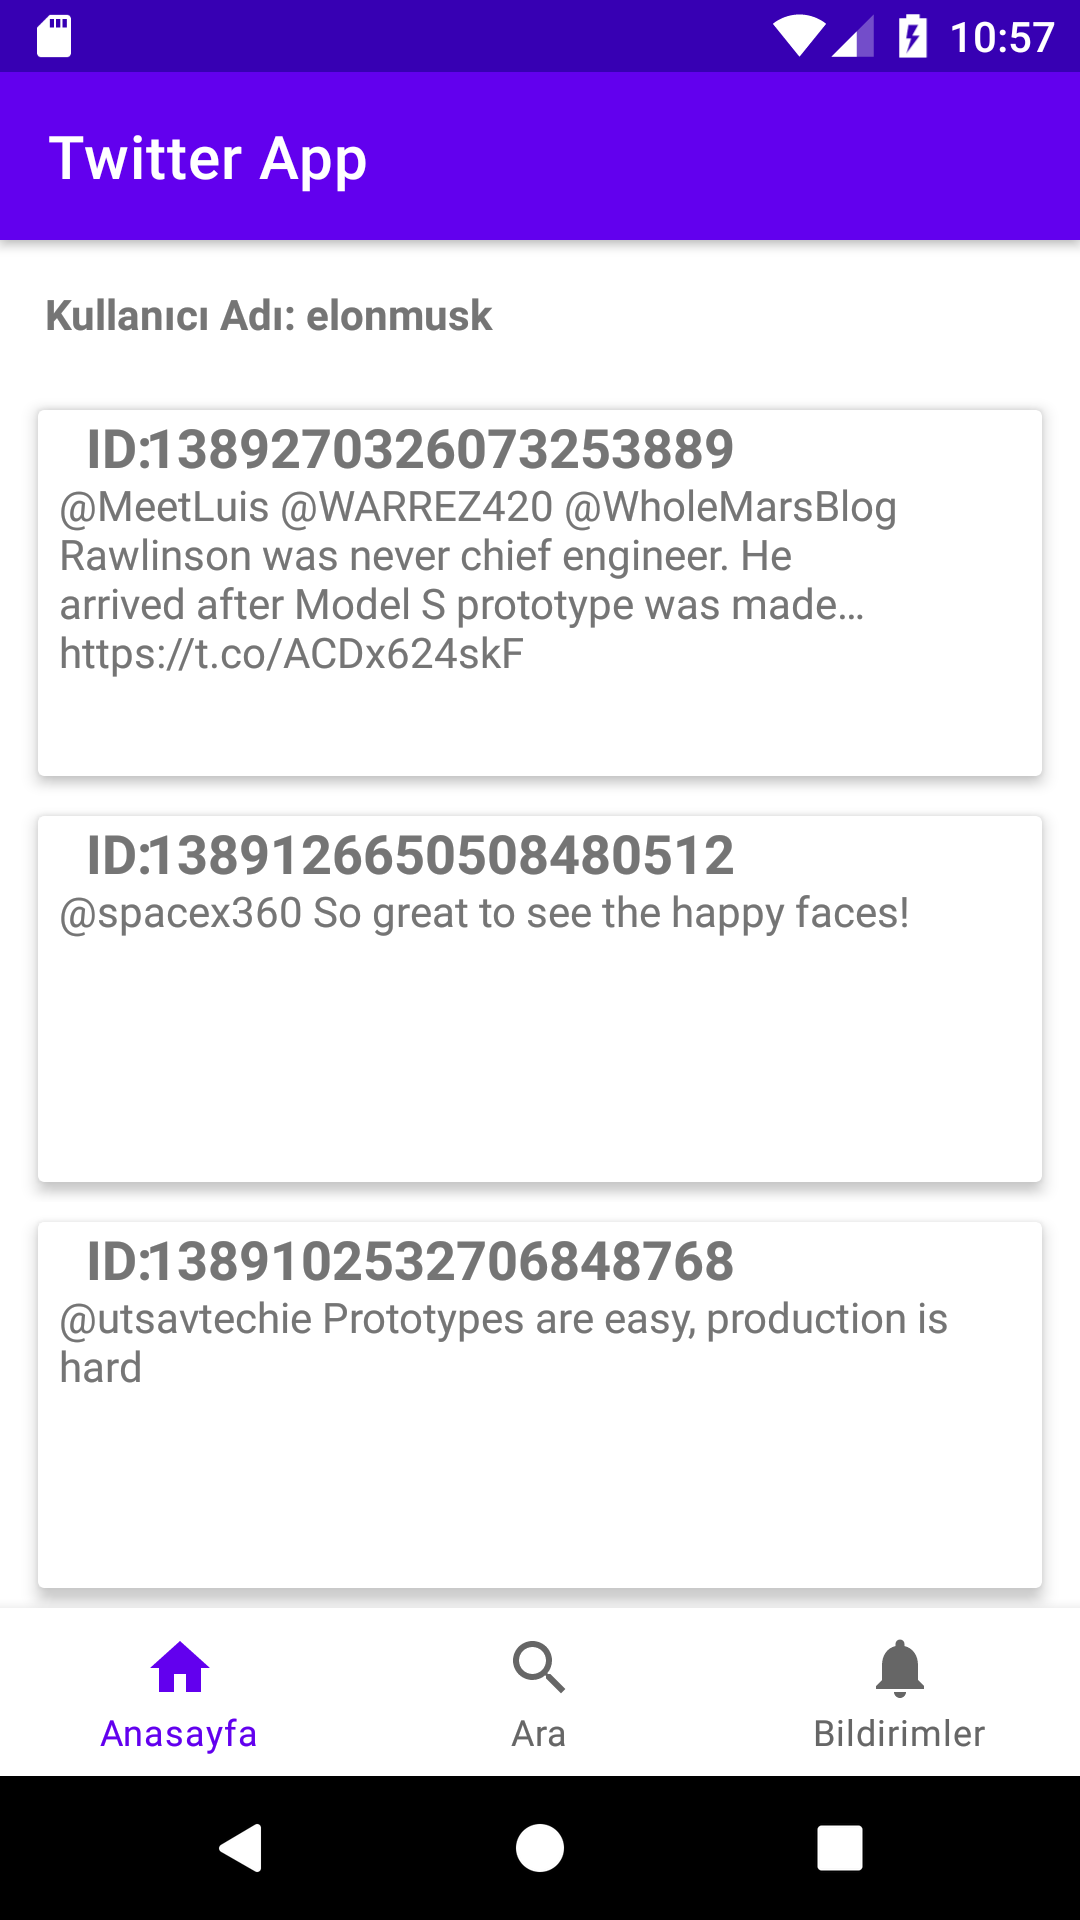 10:57
Twitter App
Kullanıcı Adı: elonmusk
ID:1389270326073253889
@MeetLuis @WARREZ420 @WholeMarsBlog
Rawlinson was never chief engineer. He
arrived after Model S prototype was made…
https://t.co/ACDx624skF
ID:1389126650508480512
@spacex360 So great to see the happy faces!
ID:1389102532706848768
@utsavtechie Prototypes are easy, production is
hard
Anasayfa
Ara
Bildirimler